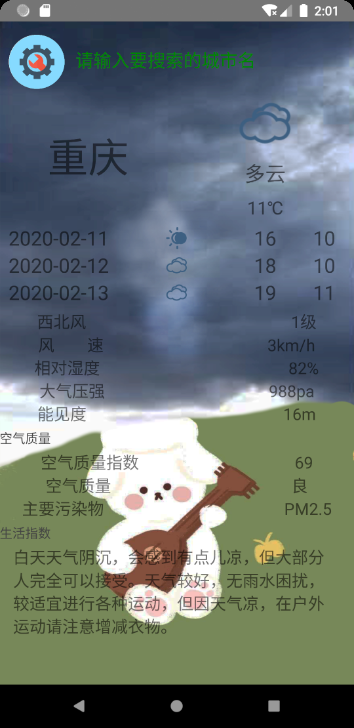 2:01
请输入要搜索的城市名
重庆
多云
11℃
2020-02-11 16 10
2020-02-12 18 10
2020-02-13 19 11
西北风 1级
风 速 3km/h
相对湿度 82%
大气压强 988pa
能见度 16m
空气质量
空气质量指数 69
空气质量 良
主要污染物 PM2.5
生活指数
白天天气阴沉，会感到有点儿凉，但大部分
人完全可以接受。天气较好，无雨水困扰，
较适宜进行各种运动，但因天气凉，在户外
运动请注意增减衣物。